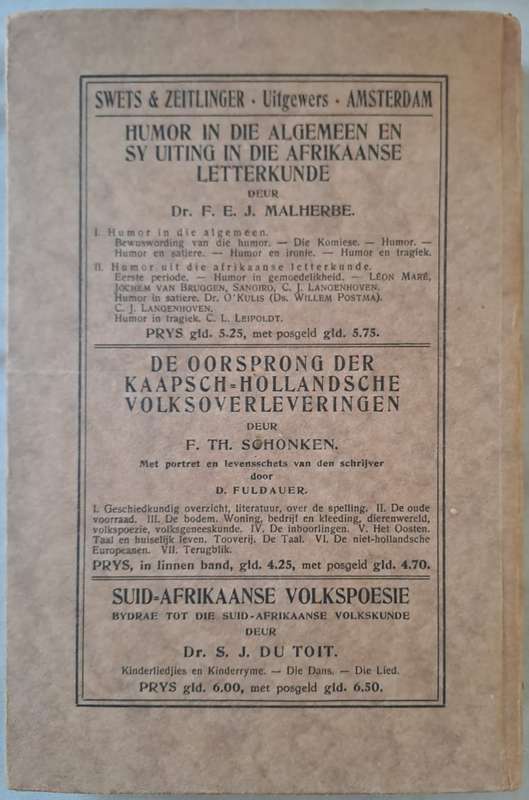 SWETS & ZEITLINGER · Uitgewers · AMSTERDAM
HUMOR IN DIE ALGEMEEN EN
SY UITING IN DIE AFRIKAANSE
LETTERKUNDE
DEUR
Dr. F. E. J. MALHERBE.
I. Humor in die algemeen.
Bewuswording van die humor. — Die Komiese. — Humor. —
Humor en satiere. — Humor en ironie. — Humor en tragiek.
II. Humor uit die afrikaanse letterkunde.
Eerste periode. — Humor in gemoedelikheid. — LÉON MARÉ,
JOCHEM VAN BRUGGEN, SANGIRO, C. J. LANGENHOVEN.
Humor in satiere. Dr. O'KULIS (Ds. WILLEM POSTMA).
C. J. LANGENHOVEN.
Humor in tragiek. C. L. LEIPOLDT.
PRYS gld. 5.25, met posgeld gld. 5.75.
DE OORSPRONG DER
KAAPSCH=HOLLANDSCHE
VOLKSOVERLEVERINGEN
DEUR
F. TH. SCHONKEN.
Met portret en levensschets van den schrijver
door
D. FULDAUER.
I. Geschiedkundig overzicht, literatuur, over de spelling. II. De oude
voorraad. III. De bodem. Woning, bedrijf en kleeding, dierenwereld,
volkspoezie, volksgeneeskunde. IV. De inboorlingen. V. Het Oosten.
Taal en huiselijk leven. Tooverij. De Taal. VI. De niet-hollandsche
Europeanen. VII. Terugblik.
PRYS, in linnen band, gld. 4.25, met posgeld gld. 4.70.
SUID=AFRIKAANSE VOLKSPOESIE
BYDRAE TOT DIE SUID-AFRIKAANSE VOLKSKUNDE
DEUR
Dr. S. J. DU TOIT.
Kinderliedjies en Kinderryme. — Die Dans. — Die Lied.
PRYS gld. 6.00, met posgeld gld. 6.50.